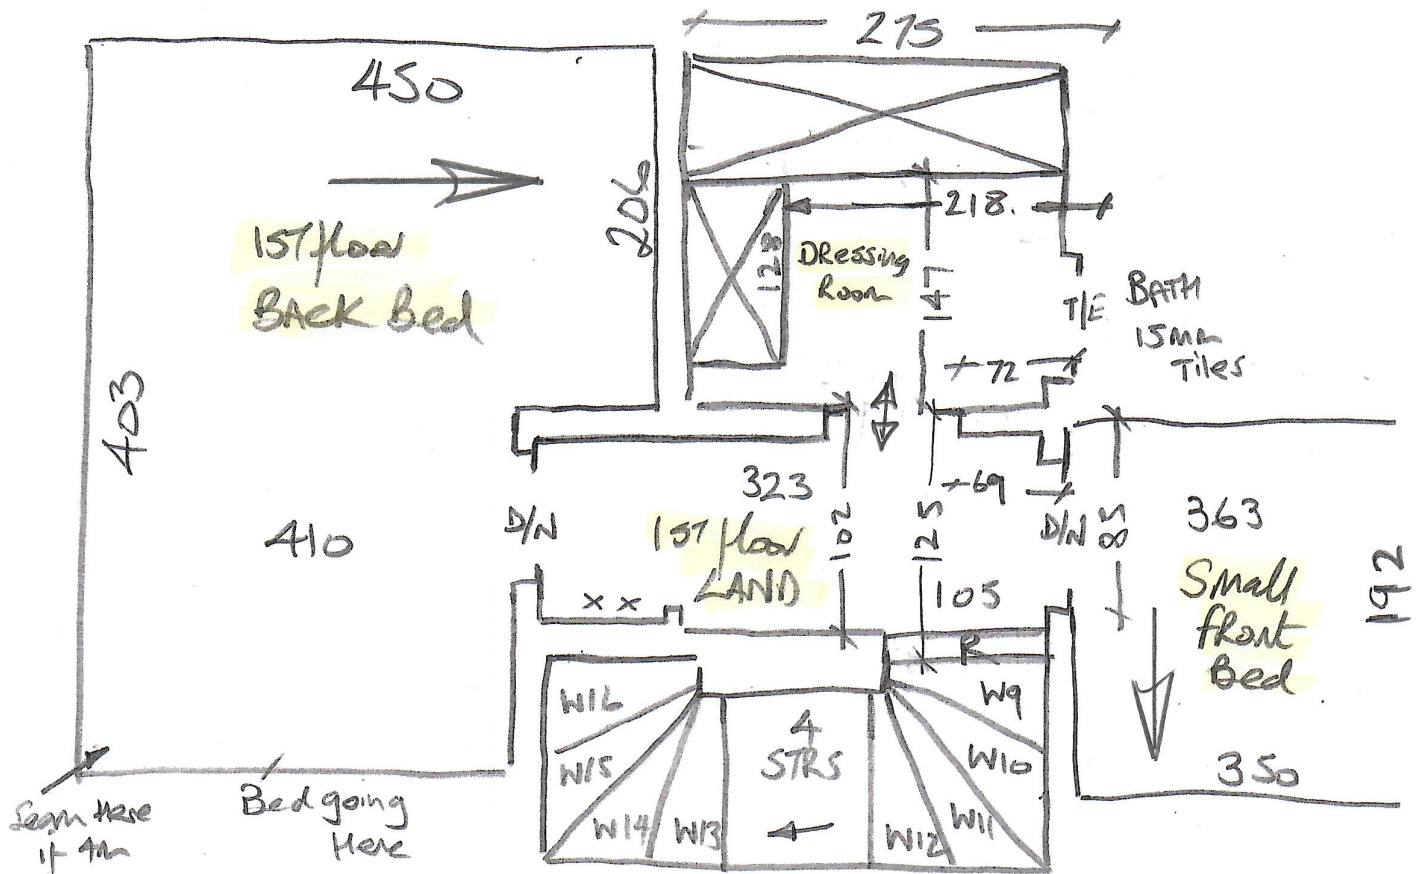 275
450
206
218.
1ST floor
BACK Bed
128
DRessing
Room
147
T/E
BATH
15mm
Tiles
72
403
410
D/N
323
1ST floor
LAND
102
125
69
D/N
85
363
192
Small
fRont
Bed
x x
105
R
W16
W15
W14
W13
4
STRS
W9
W10
W11
W12
350
Seam Here
if 4m
Bed going
Here